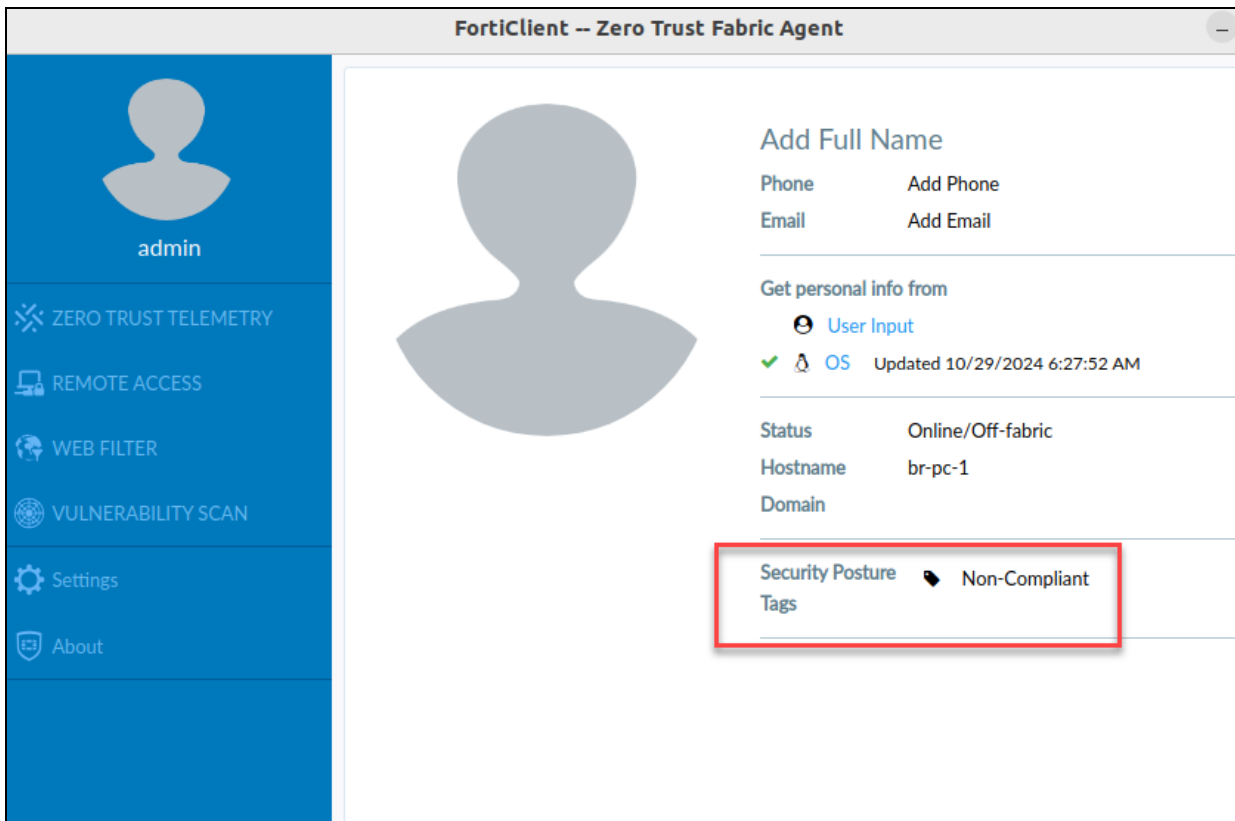 FortiClient -- Zero Trust Fabric Agent
admin
ZERO TRUST TELEMETRY
REMOTE ACCESS
WEB FILTER
VULNERABILITY SCAN
Settings
About
Add Full Name
Phone Add Phone
Email Add Email
Get personal info from
User Input
OS Updated 10/29/2024 6:27:52 AM
Status Online/Off-fabric
Hostname br-pc-1
Domain
Security Posture Non-Compliant
Tags